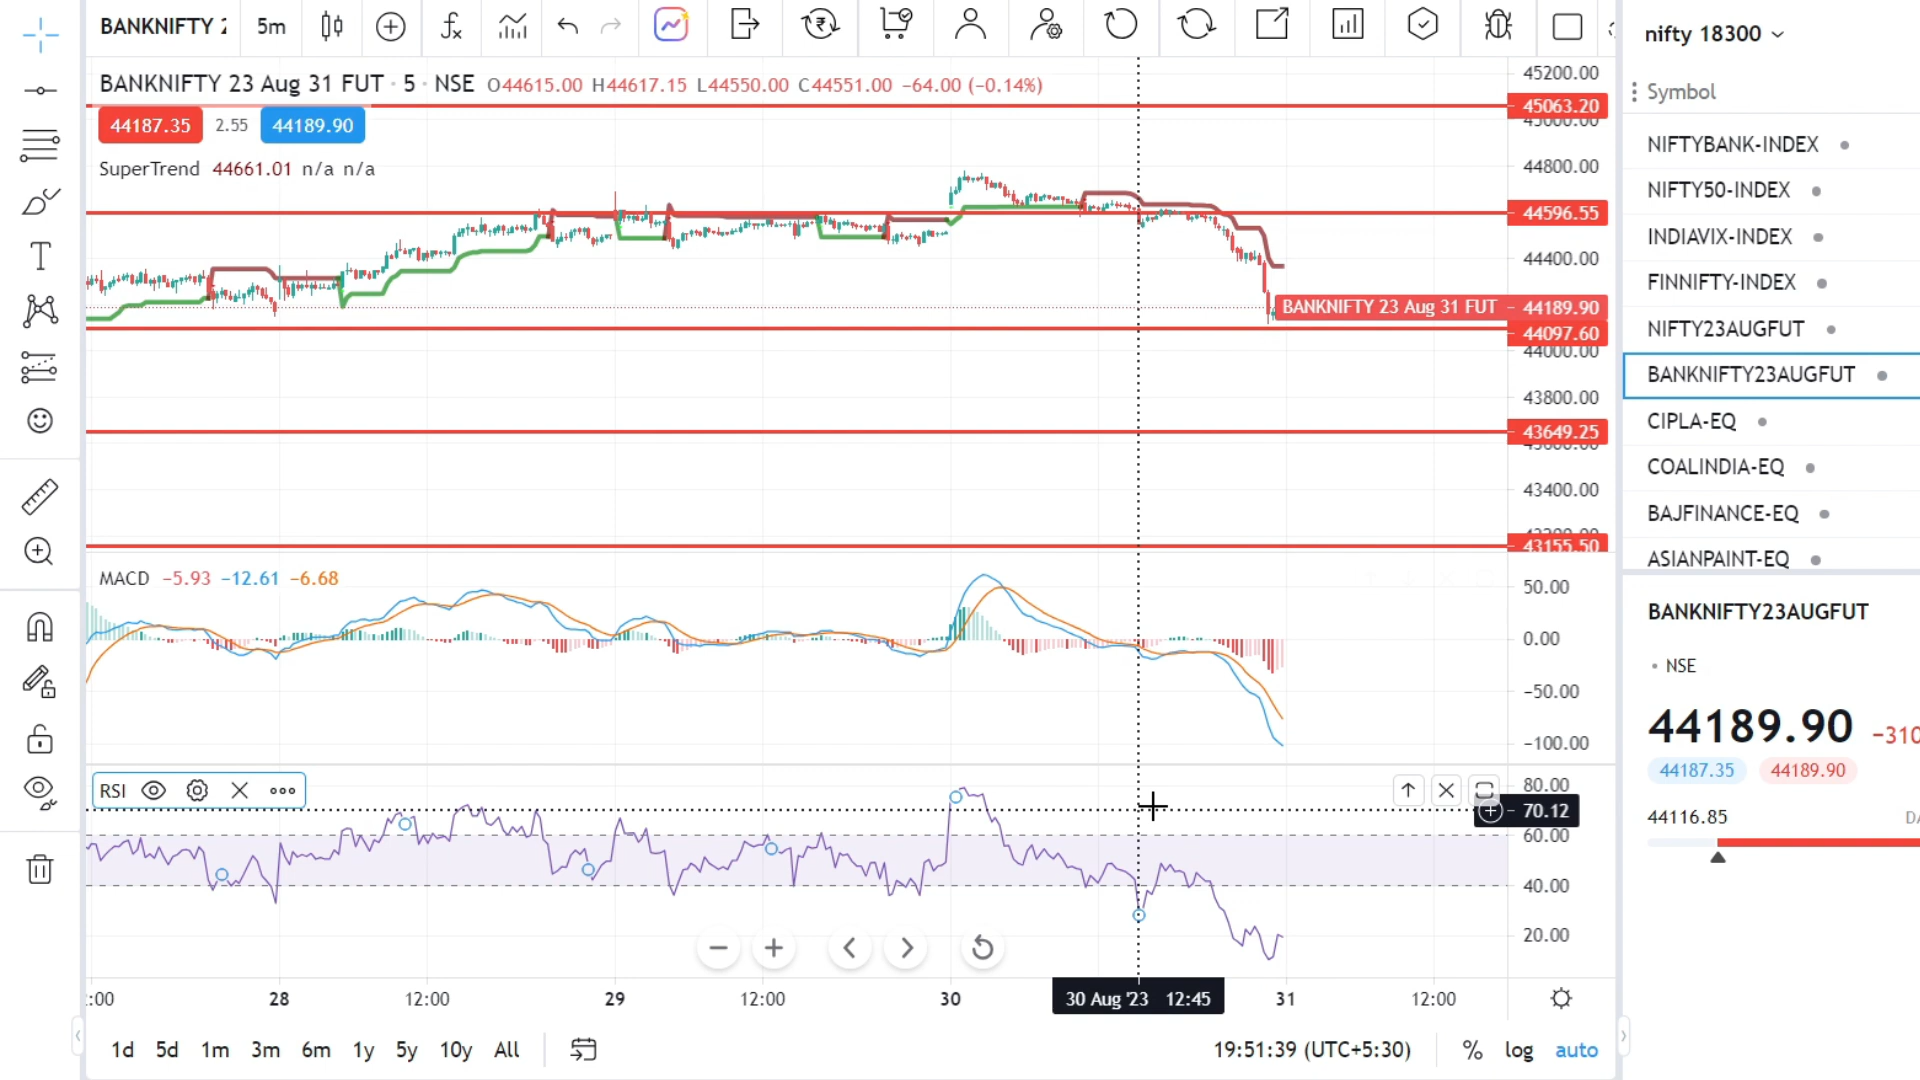 BANKNIFTY 2
5m
BANKNIFTY 23 Aug 31 FUT · 5 · NSE O44615.00 H44617.15 L44550.00 C44551.00 −64.00 (−0.14%)
44187.35 2.55 44189.90
SuperTrend 44661.01 n/a n/a
45200.00
45063.20
45000.00
44800.00
44596.55
44400.00
BANKNIFTY 23 Aug 31 FUT 44189.90
44097.60
44000.00
43800.00
43649.25
43400.00
43155.50
MACD −5.93 −12.61 −6.68
50.00
0.00
−50.00
−100.00
RSI
80.00
70.12
60.00
40.00
20.00
:00 28 12:00 29 12:00 30 30 Aug '23 12:45 31 12:00
1d 5d 1m 3m 6m 1y 5y 10y All
19:51:39 (UTC+5:30) % log auto
nifty 18300
Symbol
NIFTYBANK-INDEX
NIFTY50-INDEX
INDIAVIX-INDEX
FINNIFTY-INDEX
NIFTY23AUGFUT
BANKNIFTY23AUGFUT
CIPLA-EQ
COALINDIA-EQ
BAJFINANCE-EQ
ASIANPAINT-EQ
BANKNIFTY23AUGFUT
• NSE
44189.90 −310
44187.35 44189.90
44116.85 DA